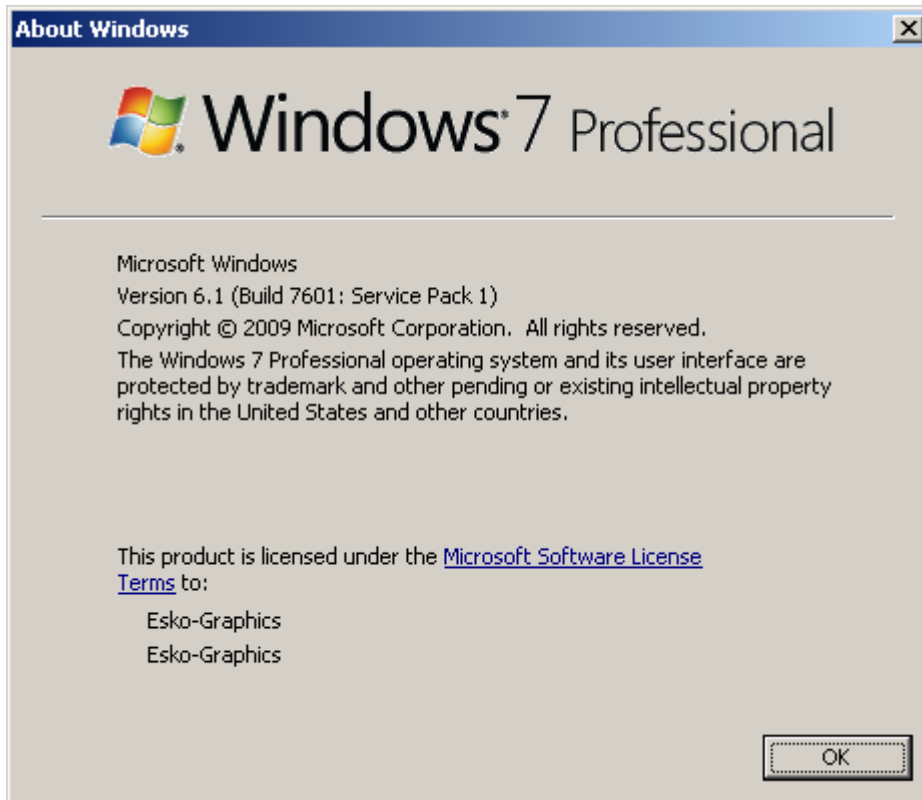 About Windows
Windows® 7 Professional
Microsoft Windows
Version 6.1 (Build 7601: Service Pack 1)
Copyright © 2009 Microsoft Corporation.  All rights reserved.
The Windows 7 Professional operating system and its user interface are
protected by trademark and other pending or existing intellectual property
rights in the United States and other countries.
This product is licensed under the Microsoft Software License
Terms to:
Esko-Graphics
Esko-Graphics
OK